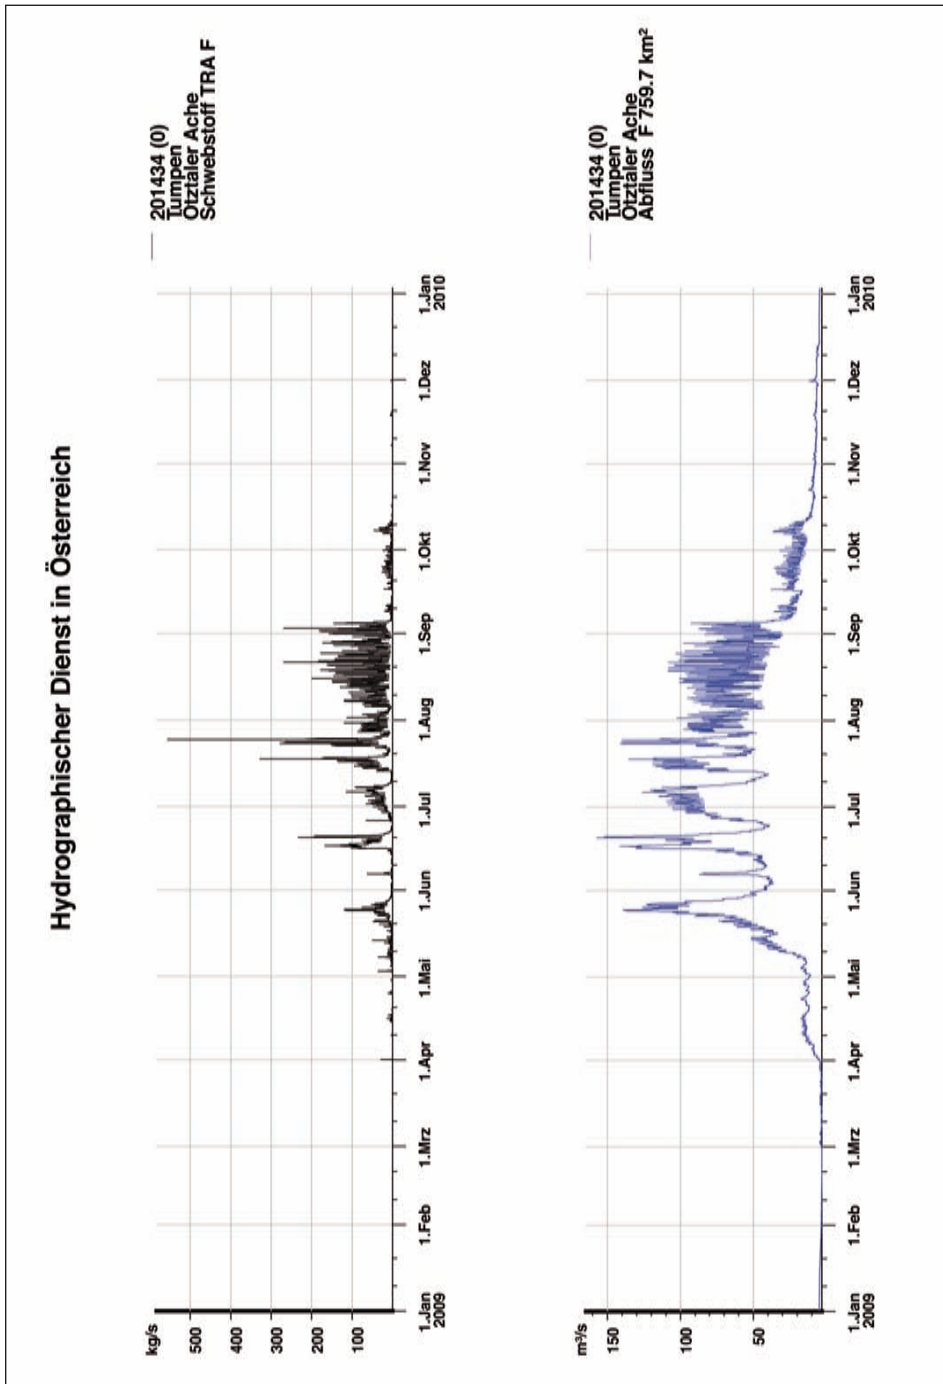 Hydrographischer Dienst in Österreich
201434 (0)
Tumpen
Ötztaler Ache
Schwebstoff TRA F
kg/s
500
400
300
200
100
1.Jan
2009
1.Feb
1.Mrz
1.Apr
1.Mai
1.Jun
1.Jul
1.Aug
1.Sep
1.Okt
1.Nov
1.Dez
1.Jan
2010
201434 (0)
Tumpen
Ötztaler Ache
Abfluss F 759.7 km²
m³/s
150
100
50
1.Jan
2009
1.Feb
1.Mrz
1.Apr
1.Mai
1.Jun
1.Jul
1.Aug
1.Sep
1.Okt
1.Nov
1.Dez
1.Jan
2010